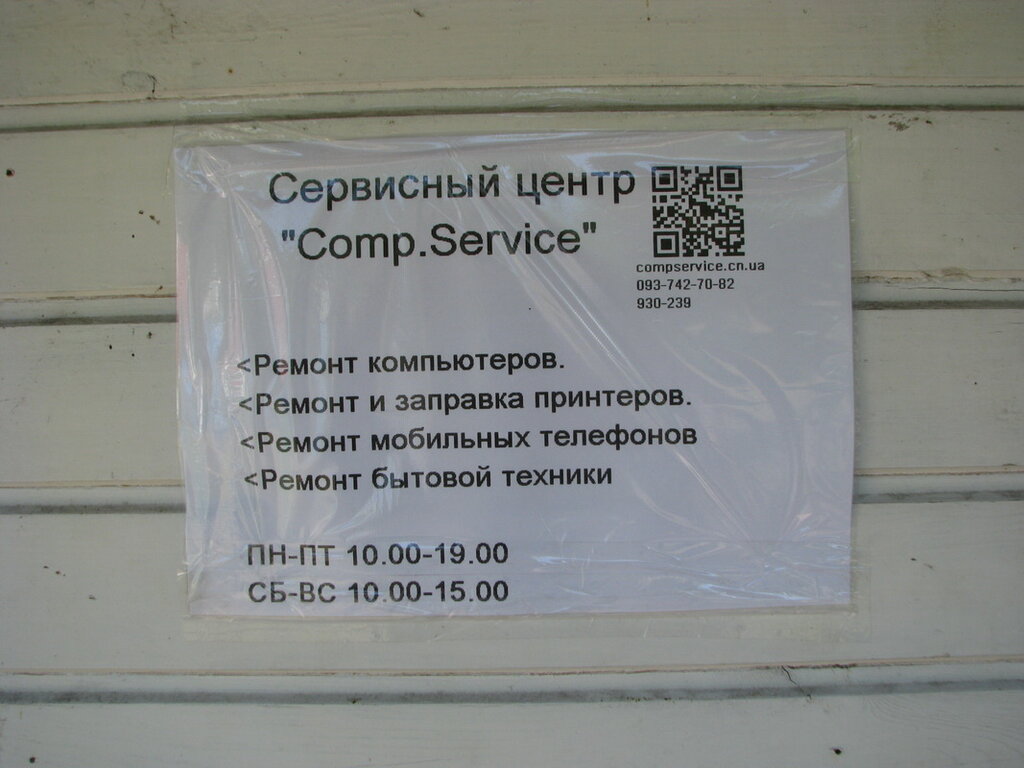 Сервисный центр
"Comp.Service"
compservice.cn.ua
093-742-70-82
930-239
<Ремонт компьютеров.
<Ремонт и заправка принтеров.
<Ремонт мобильных телефонов
<Ремонт бытовой техники
ПН-ПТ 10.00-19.00
СБ-ВС 10.00-15.00